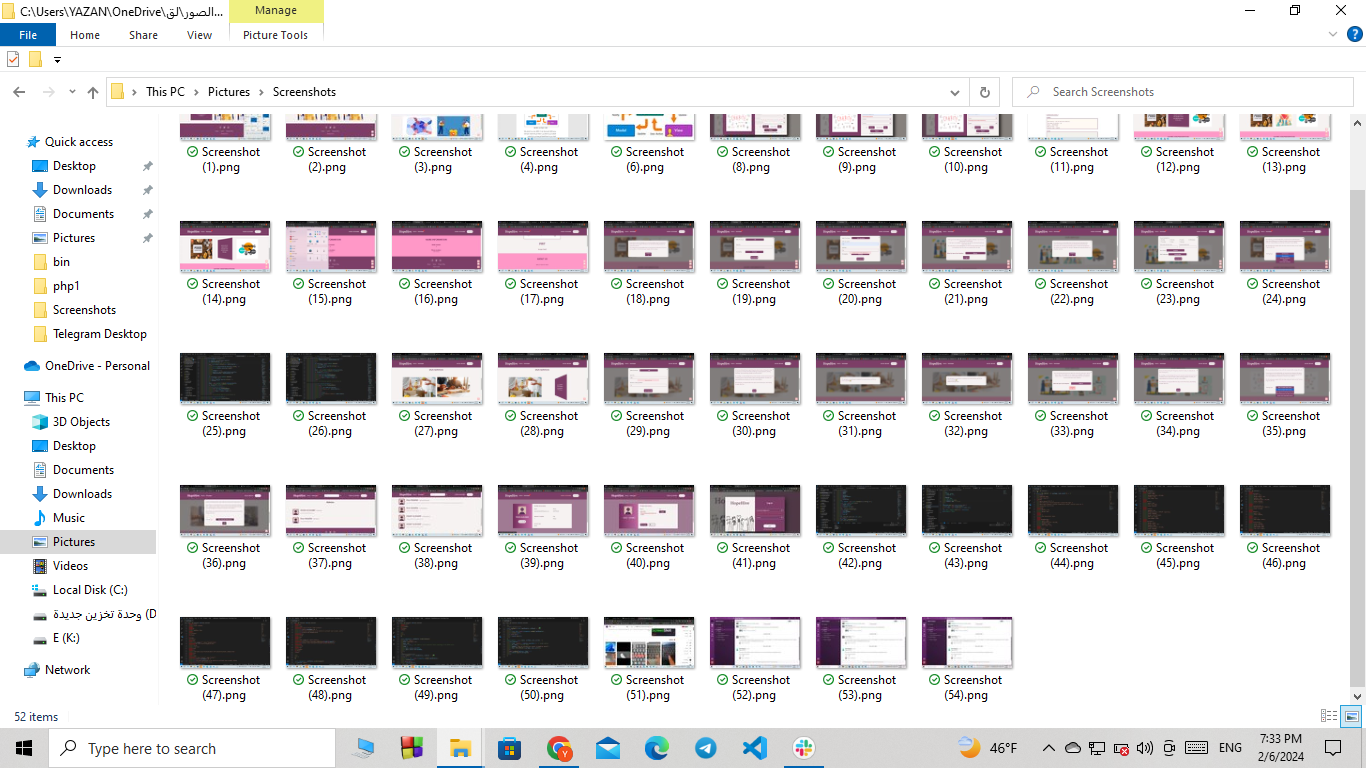 C:\Users\YAZAN\OneDrive\الصور\لق...
Manage
File
Home
Share
View
Picture Tools
This PC
Pictures
Screenshots
Search Screenshots
Quick access
Desktop
Downloads
Documents
Pictures
bin
php1
Screenshots
Telegram Desktop
OneDrive - Personal
This PC
3D Objects
Desktop
Documents
Downloads
Music
Pictures
Videos
Local Disk (C:)
وحدة تخزين جديدة (D
E (K:)
Network
Screenshot (1).png
Screenshot (2).png
Screenshot (3).png
Screenshot (4).png
Screenshot (6).png
Screenshot (8).png
Screenshot (9).png
Screenshot (10).png
Screenshot (11).png
Screenshot (12).png
Screenshot (13).png
Screenshot (14).png
Screenshot (15).png
Screenshot (16).png
Screenshot (17).png
Screenshot (18).png
Screenshot (19).png
Screenshot (20).png
Screenshot (21).png
Screenshot (22).png
Screenshot (23).png
Screenshot (24).png
Screenshot (25).png
Screenshot (26).png
Screenshot (27).png
Screenshot (28).png
Screenshot (29).png
Screenshot (30).png
Screenshot (31).png
Screenshot (32).png
Screenshot (33).png
Screenshot (34).png
Screenshot (35).png
Screenshot (36).png
Screenshot (37).png
Screenshot (38).png
Screenshot (39).png
Screenshot (40).png
Screenshot (41).png
Screenshot (42).png
Screenshot (43).png
Screenshot (44).png
Screenshot (45).png
Screenshot (46).png
Screenshot (47).png
Screenshot (48).png
Screenshot (49).png
Screenshot (50).png
Screenshot (51).png
Screenshot (52).png
Screenshot (53).png
Screenshot (54).png
52 items
Type here to search
46°F
ENG
7:33 PM
2/6/2024